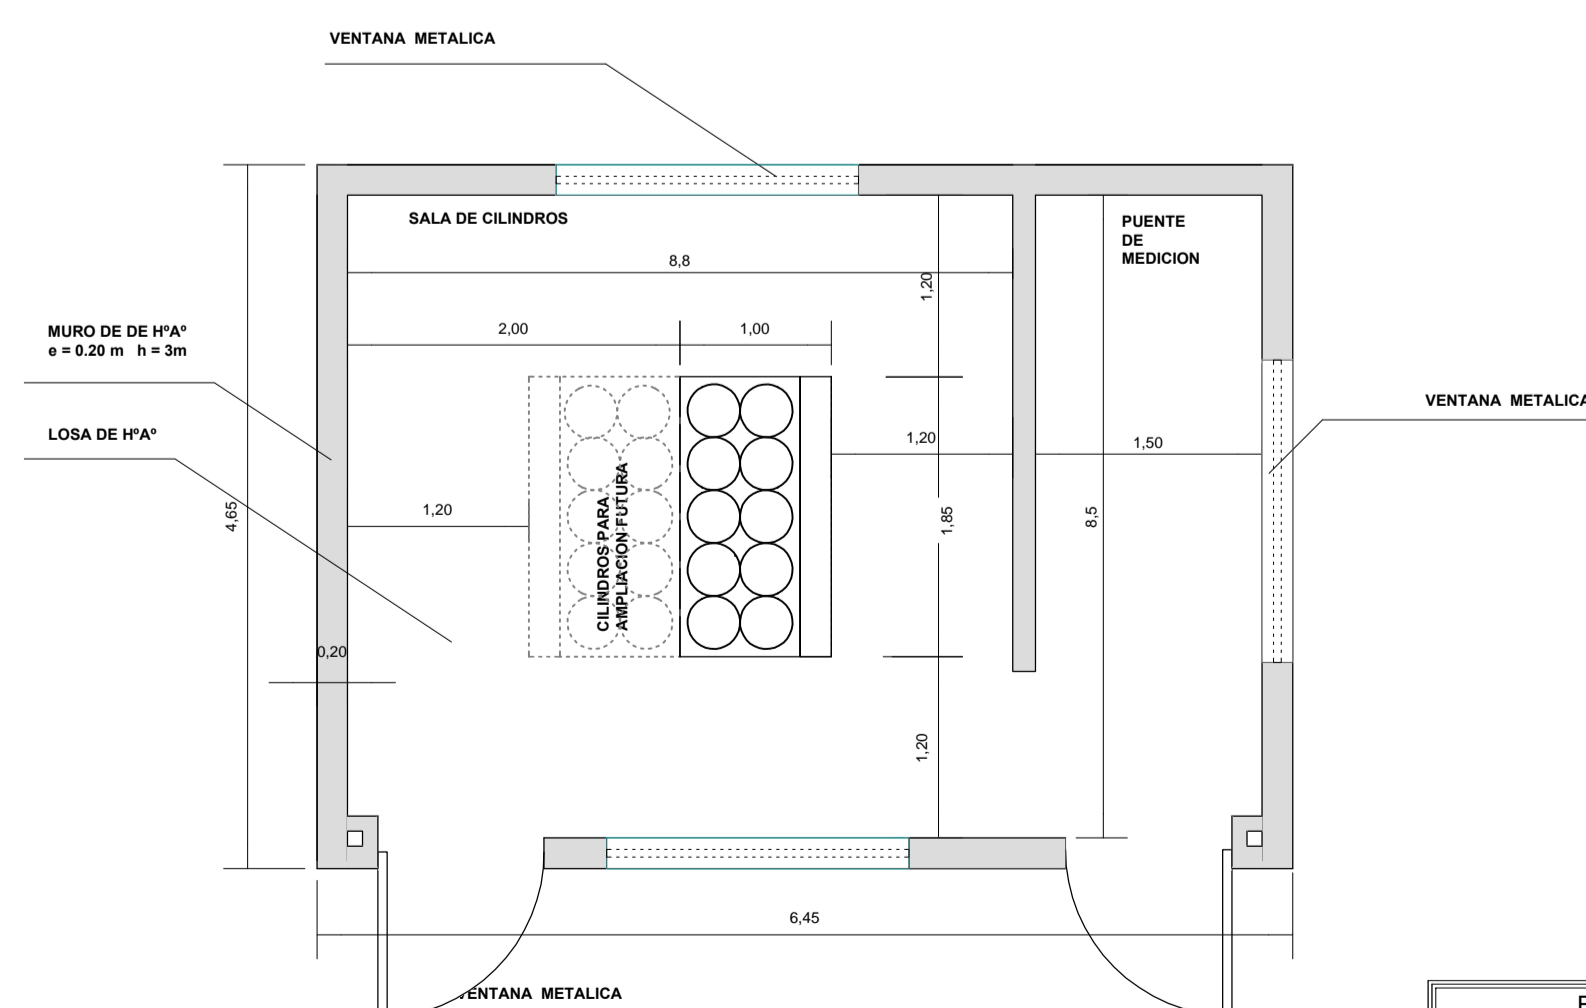 VENTANA METALICA
SALA DE CILINDROS
PUENTE
DE
MEDICION
8,8
1,20
2,00
1,00
MURO DE DE HºAº
e = 0.20 m h = 3m
VENTANA METALICA
LOSA DE HºAº
1,20
1,50
4,65
1,20
CILINDROS PARA
AMPLIACION FUTURA
1,85
8,5
0,20
1,20
6,45
VENTANA METALICA